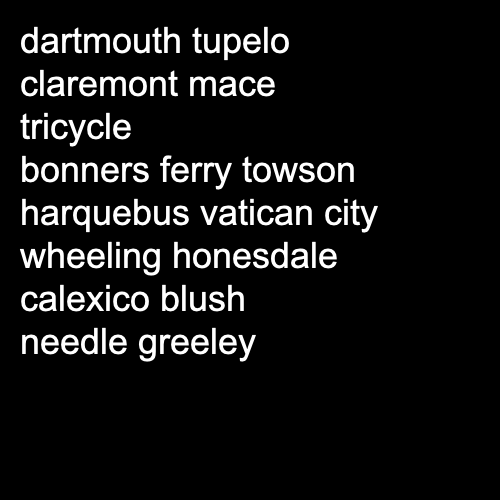 dartmouth tupelo
claremont mace
tricycle
bonners ferry towson
harquebus vatican city
wheeling honesdale
calexico blush
needle greeley